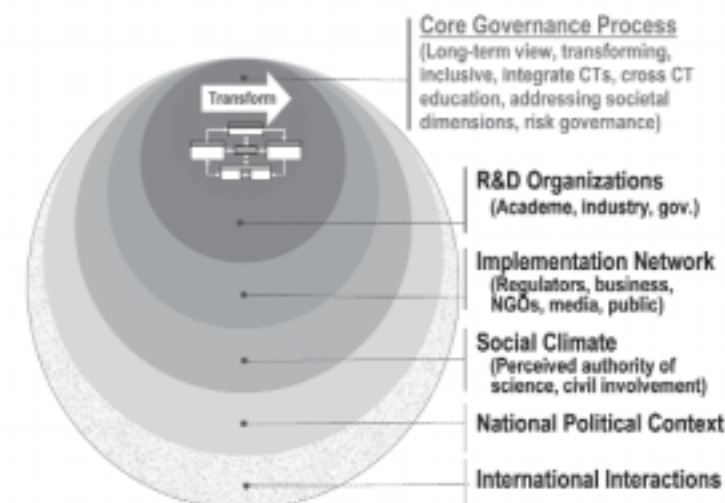 Core Governance Process
(Long-term view, transforming,
inclusive, integrate CTs, cross CT
education, addressing societal
dimensions, risk governance)
Transform
R&D Organizations
(Academe, industry, gov.)
Implementation Network
(Regulators, business,
NGOs, media, public)
Social Climate
(Perceived authority of
science, civil involvement)
National Political Context
International Interactions